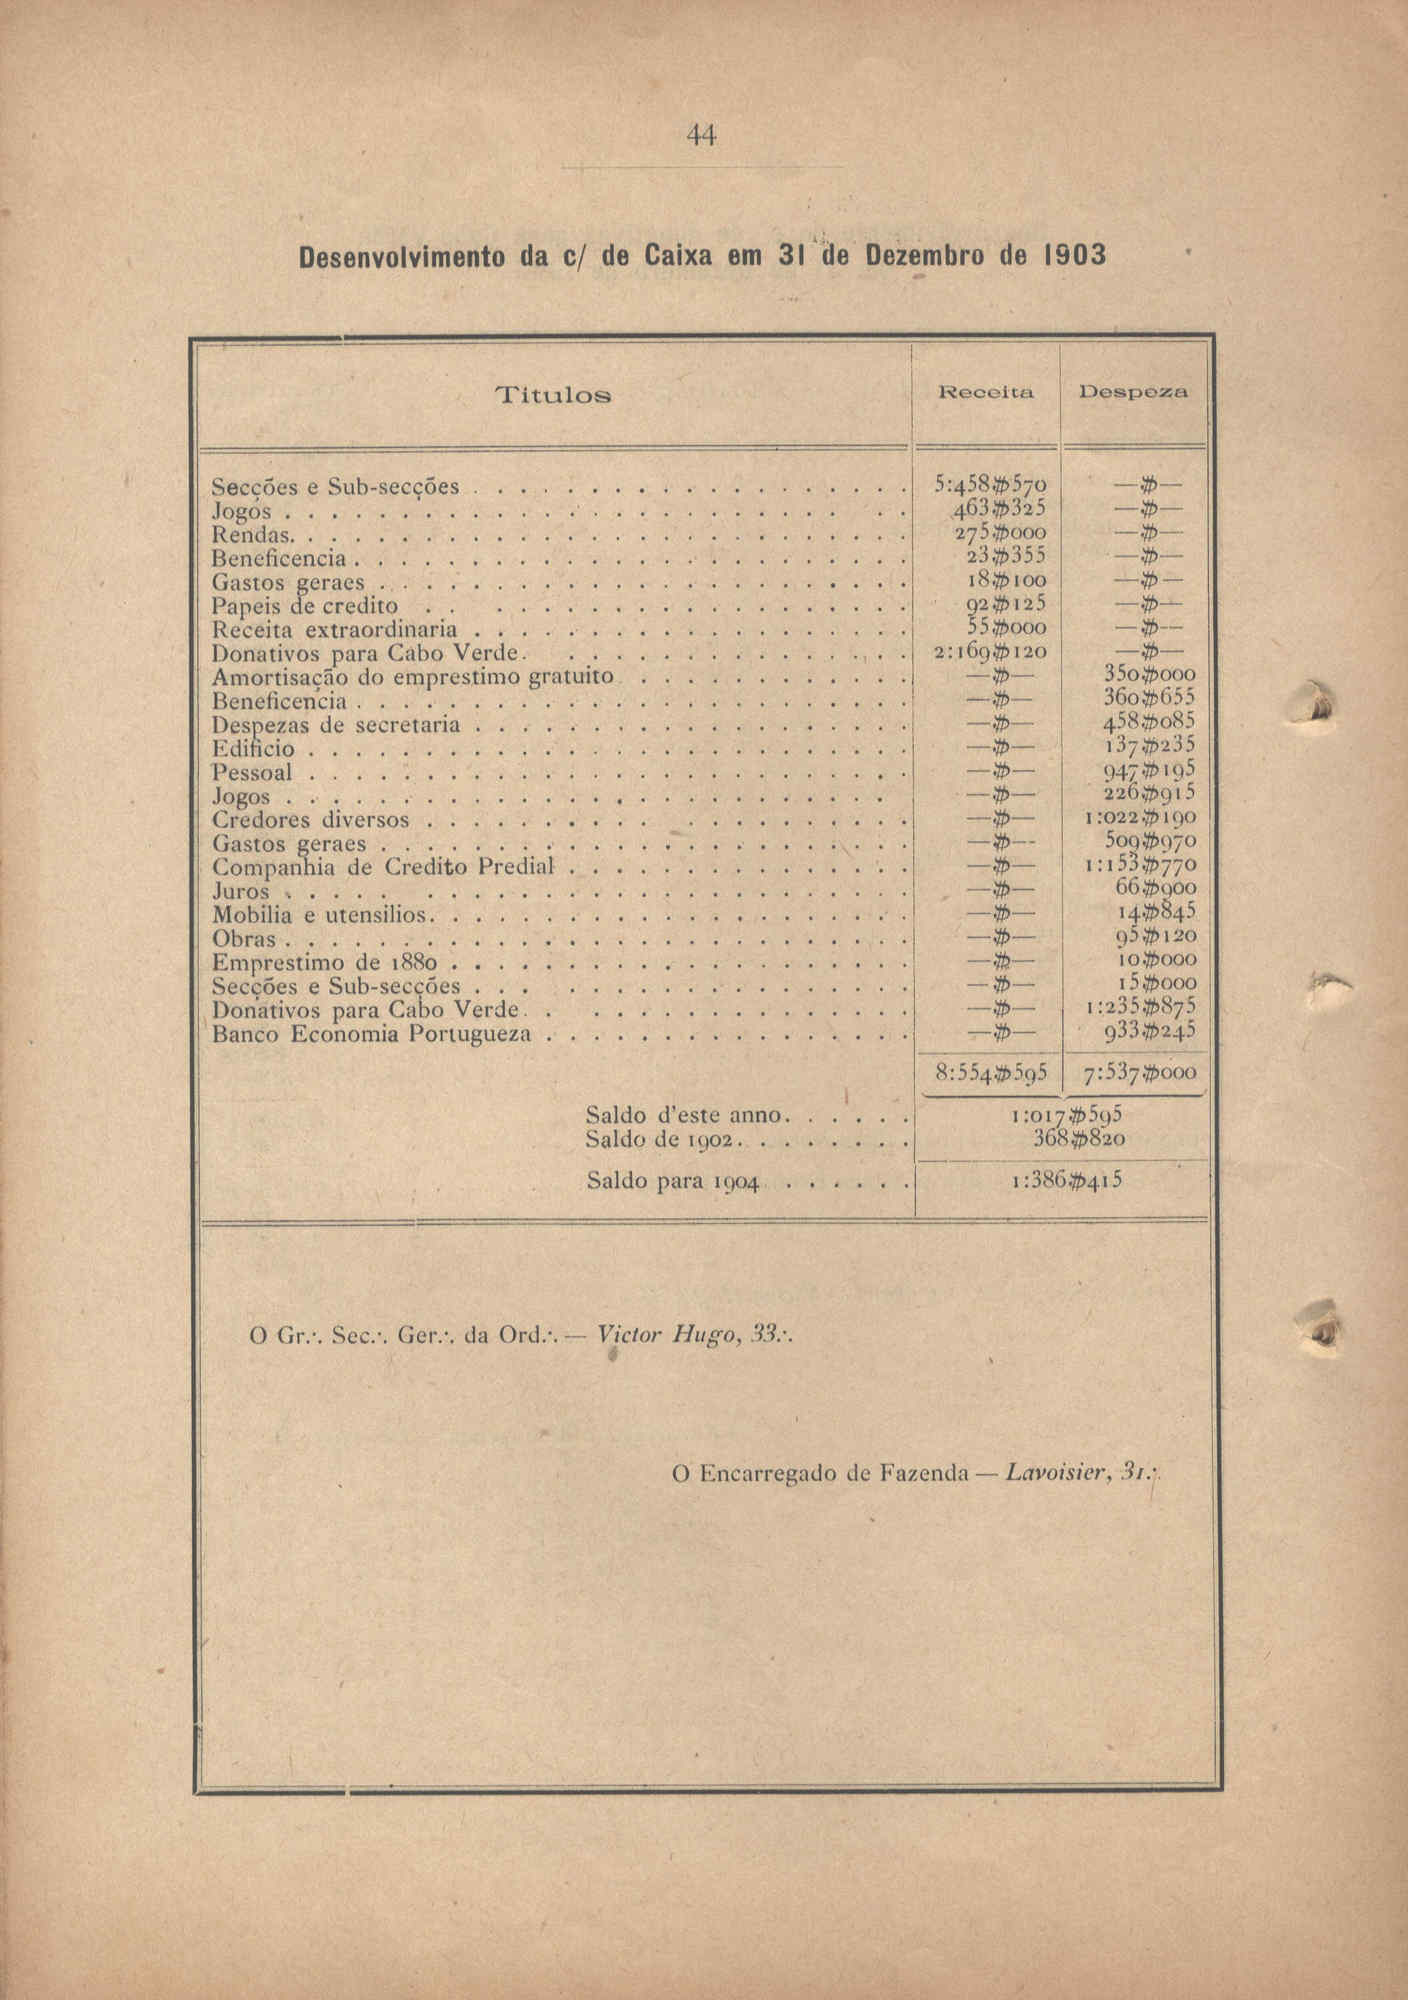 44
Desenvolvimento da c/ de Caixa em 31 de Dezembro de 1903
Titulos Receita Despeza
Secções e Sub-secções . . . . . . . . . . . . . . . . . . . 5:458$570 —$—
Jogos . . . . . . . . . . . . . . . . . . . . . . . . . . 463$325 —$—
Rendas. . . . . . . . . . . . . . . . . . . . . . . . . . 275$000 —$—
Beneficencia . . . . . . . . . . . . . . . . . . . . . . . . 23$355 —$—
Gastos geraes . . . . . . . . . . . . . . . . . . . . . . . 18$100 —$—
Papeis de credito . . . . . . . . . . . . . . . . . . . . 92$125 —$—
Receita extraordinaria . . . . . . . . . . . . . . . . . . . 55$000 —$—
Donativos para Cabo Verde. . . . . . . . . . . . . . . . 2:169$120 —$—
Amortisação do emprestimo gratuito . . . . . . . . . . . . . —$— 350$000
Beneficencia . . . . . . . . . . . . . . . . . . . . . . . . —$— 360$655
Despezas de secretaria . . . . . . . . . . . . . . . . . . . —$— 458$085
Edificio . . . . . . . . . . . . . . . . . . . . . . . . . . —$— 137$235
Pessoal . . . . . . . . . . . . . . . . . . . . . . . . . . —$— 947$195
Jogos . . . . . . . . . . . . . . . . . . . . . . . . . . —$— 226$915
Credores diversos . . . . . . . . . . . . . . . . . . . . —$— 1:022$190
Gastos geraes . . . . . . . . . . . . . . . . . . . . . . . —$— 509$970
Companhia de Credito Predial . . . . . . . . . . . . . . . —$— 1:153$770
Juros . . . . . . . . . . . . . . . . . . . . . . . . . . —$— 66$900
Mobilia e utensilios. . . . . . . . . . . . . . . . . . . . . —$— 14$845
Obras . . . . . . . . . . . . . . . . . . . . . . . . . . . —$— 95$120
Emprestimo de 1880 . . . . . . . . . . . . . . . . . . . . —$— 10$000
Secções e Sub-secções . . . . . . . . . . . . . . . . . . —$— 15$000
Donativos para Cabo Verde. . . . . . . . . . . . . . . . —$— 1:235$875
Banco Economia Portugueza . . . . . . . . . . . . . . . . —$— 933$245
8:554$595 7:537$000
Saldo d'este anno. . . . . . 1:017$595
Saldo de 1902. . . . . . . . 368$820
Saldo para 1904 . . . . . . . 1:386$415
O Gr∴ Sec∴ Ger∴ da Ord∴ — Victor Hugo, 33∴
O Encarregado de Fazenda — Lavoisier, 31∴